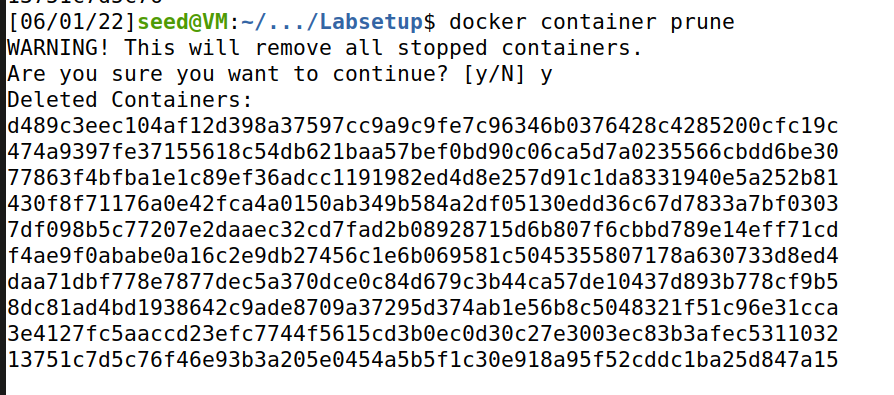 [06/01/22]seed@VM:~/.../Labsetup$ docker container prune
WARNING! This will remove all stopped containers.
Are you sure you want to continue? [y/N] y
Deleted Containers:
d489c3eec104af12d398a37597cc9a9c9fe7c96346b0376428c4285200cfc19c
474a9397fe37155618c54db621baa57bef0bd90c06ca5d7a0235566cbdd6be30
77863f4bfba1e1c89ef36adcc1191982ed4d8e257d91c1da8331940e5a252b81
430f8f71176a0e42fca4a0150ab349b584a2df05130edd36c67d7833a7bf0303
7df098b5c77207e2daaec32cd7fad2b08928715d6b807f6cbbd789e14eff71cd
f4ae9f0ababe0a16c2e9db27456c1e6b069581c5045355807178a630733d8ed4
daa71dbf778e7877dec5a370dce0c84d679c3b44ca57de10437d893b778cf9b5
8dc81ad4bd1938642c9ade8709a37295d374ab1e56b8c5048321f51c96e31cca
3e4127fc5aaccd23efc7744f5615cd3b0ec0d30c27e3003ec83b3afec5311032
13751c7d5c76f46e93b3a205e0454a5b5f1c30e918a95f52cddc1ba25d847a15